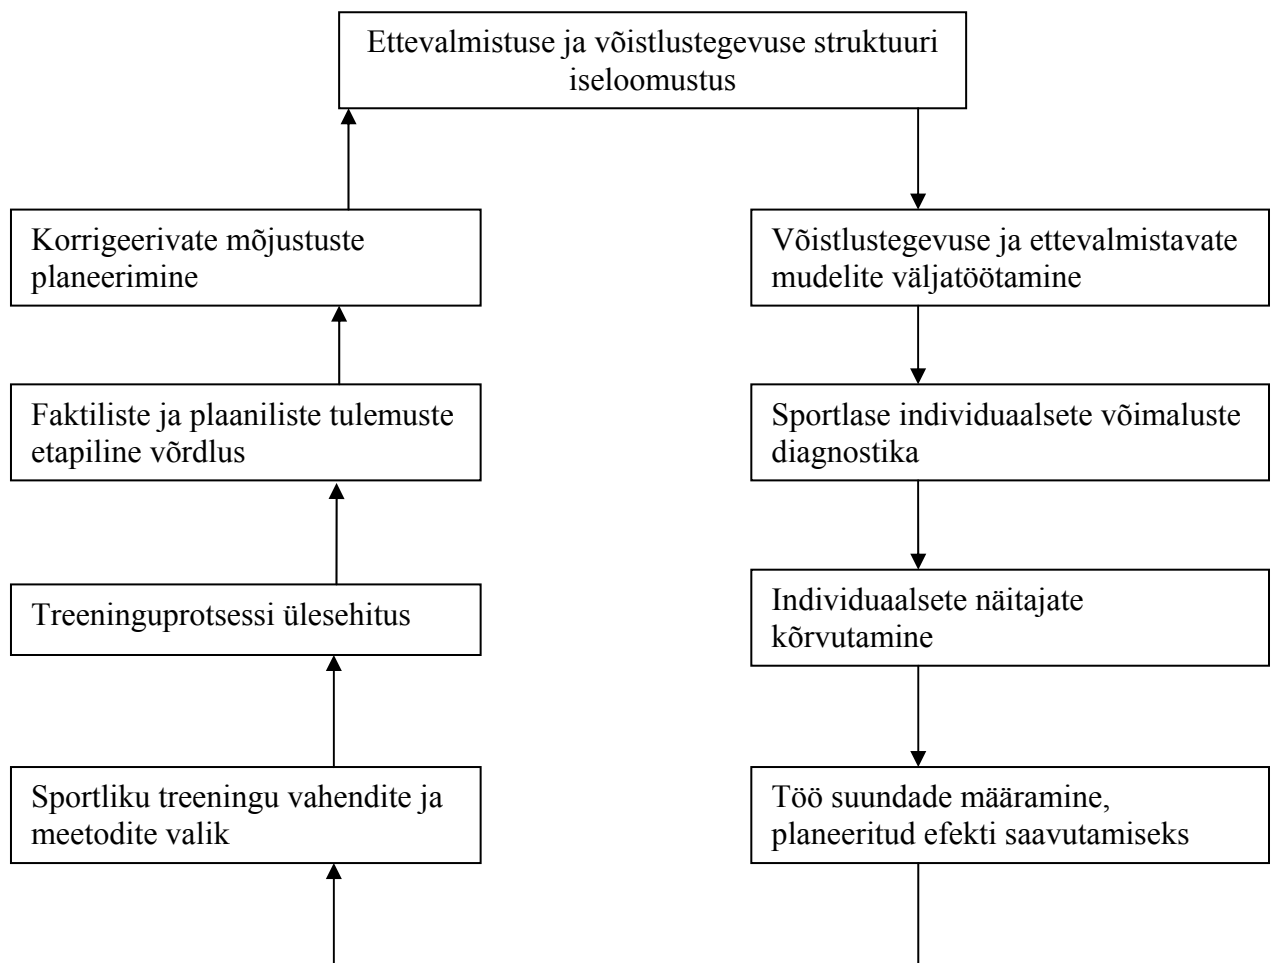 Ettevalmistuse ja võistlustegevuse struktuuri
iseloomustus
Korrigeerivate mõjustuste
planeerimine
Võistlustegevuse ja ettevalmistavate
mudelite väljatöötamine
Faktiliste ja plaaniliste tulemuste
etapiline võrdlus
Sportlase individuaalsete võimaluste
diagnostika
Treeninguprotsessi ülesehitus
Individuaalsete näitajate
kõrvutamine
Sportliku treeningu vahendite ja
meetodite valik
Töö suundade määramine,
planeeritud efekti saavutamiseks